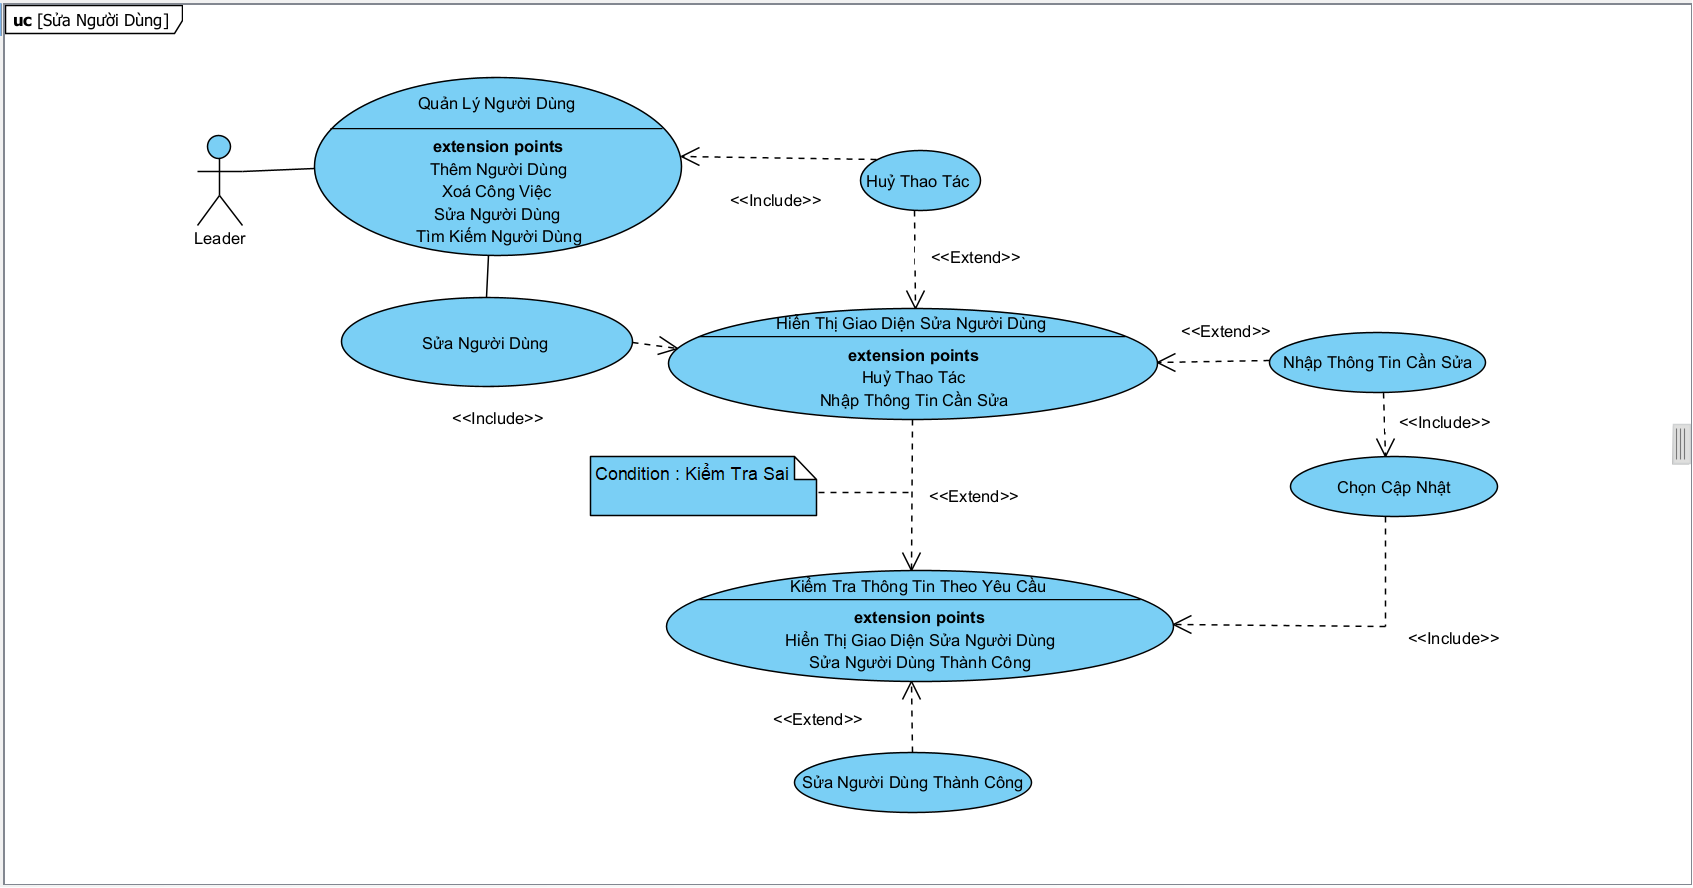 uc [Sửa Người Dùng]
Quản Lý Người Dùng
extension points
Thêm Người Dùng
Xoá Công Việc
Sửa Người Dùng
Tìm Kiếm Người Dùng
Leader
Huỷ Thao Tác
<<Include>>
<<Extend>>
Sửa Người Dùng
<<Include>>
Hiển Thị Giao Diện Sửa Người Dùng
extension points
Huỷ Thao Tác
Nhập Thông Tin Cần Sửa
<<Extend>>
Nhập Thông Tin Cần Sửa
<<Include>>
Chọn Cập Nhật
Condition : Kiểm Tra Sai
<<Extend>>
Kiểm Tra Thông Tin Theo Yêu Cầu
extension points
Hiển Thị Giao Diện Sửa Người Dùng
Sửa Người Dùng Thành Công
<<Include>>
<<Extend>>
Sửa Người Dùng Thành Công